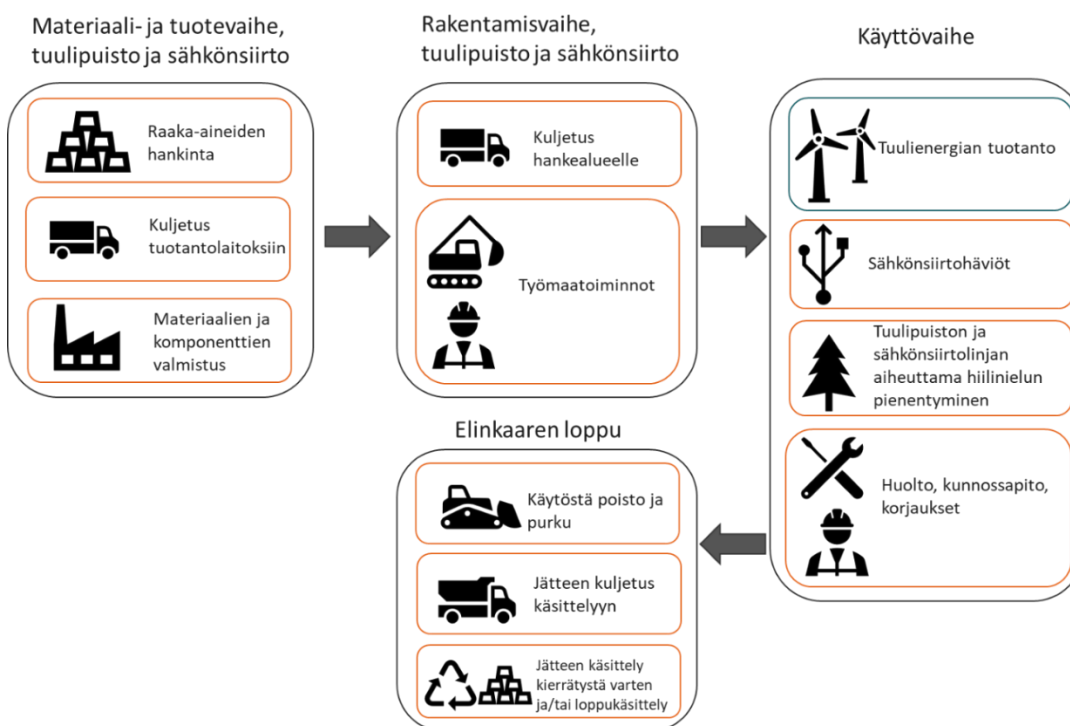 Materiaali- ja tuotevaihe,
tuulipuisto ja sähkönsiirto
Raaka-aineiden
hankinta
Kuljetus
tuotantolaitoksiin
Materiaalien ja
komponenttien
valmistus
Rakentamisvaihe,
tuulipuisto ja sähkönsiirto
Kuljetus
hankealueelle
Työmaatoiminnot
Käyttövaihe
Tuulienergian tuotanto
Sähkönsiirtohäviöt
Tuulipuiston ja
sähkönsiirtolinjan
aiheuttama hiilinielun
pienentyminen
Huolto, kunnossapito,
korjaukset
Elinkaaren loppu
Käytöstä poisto ja
purku
Jätteen kuljetus
käsittelyyn
Jätteen käsittely
kierrätystä varten
ja/tai loppukäsittely